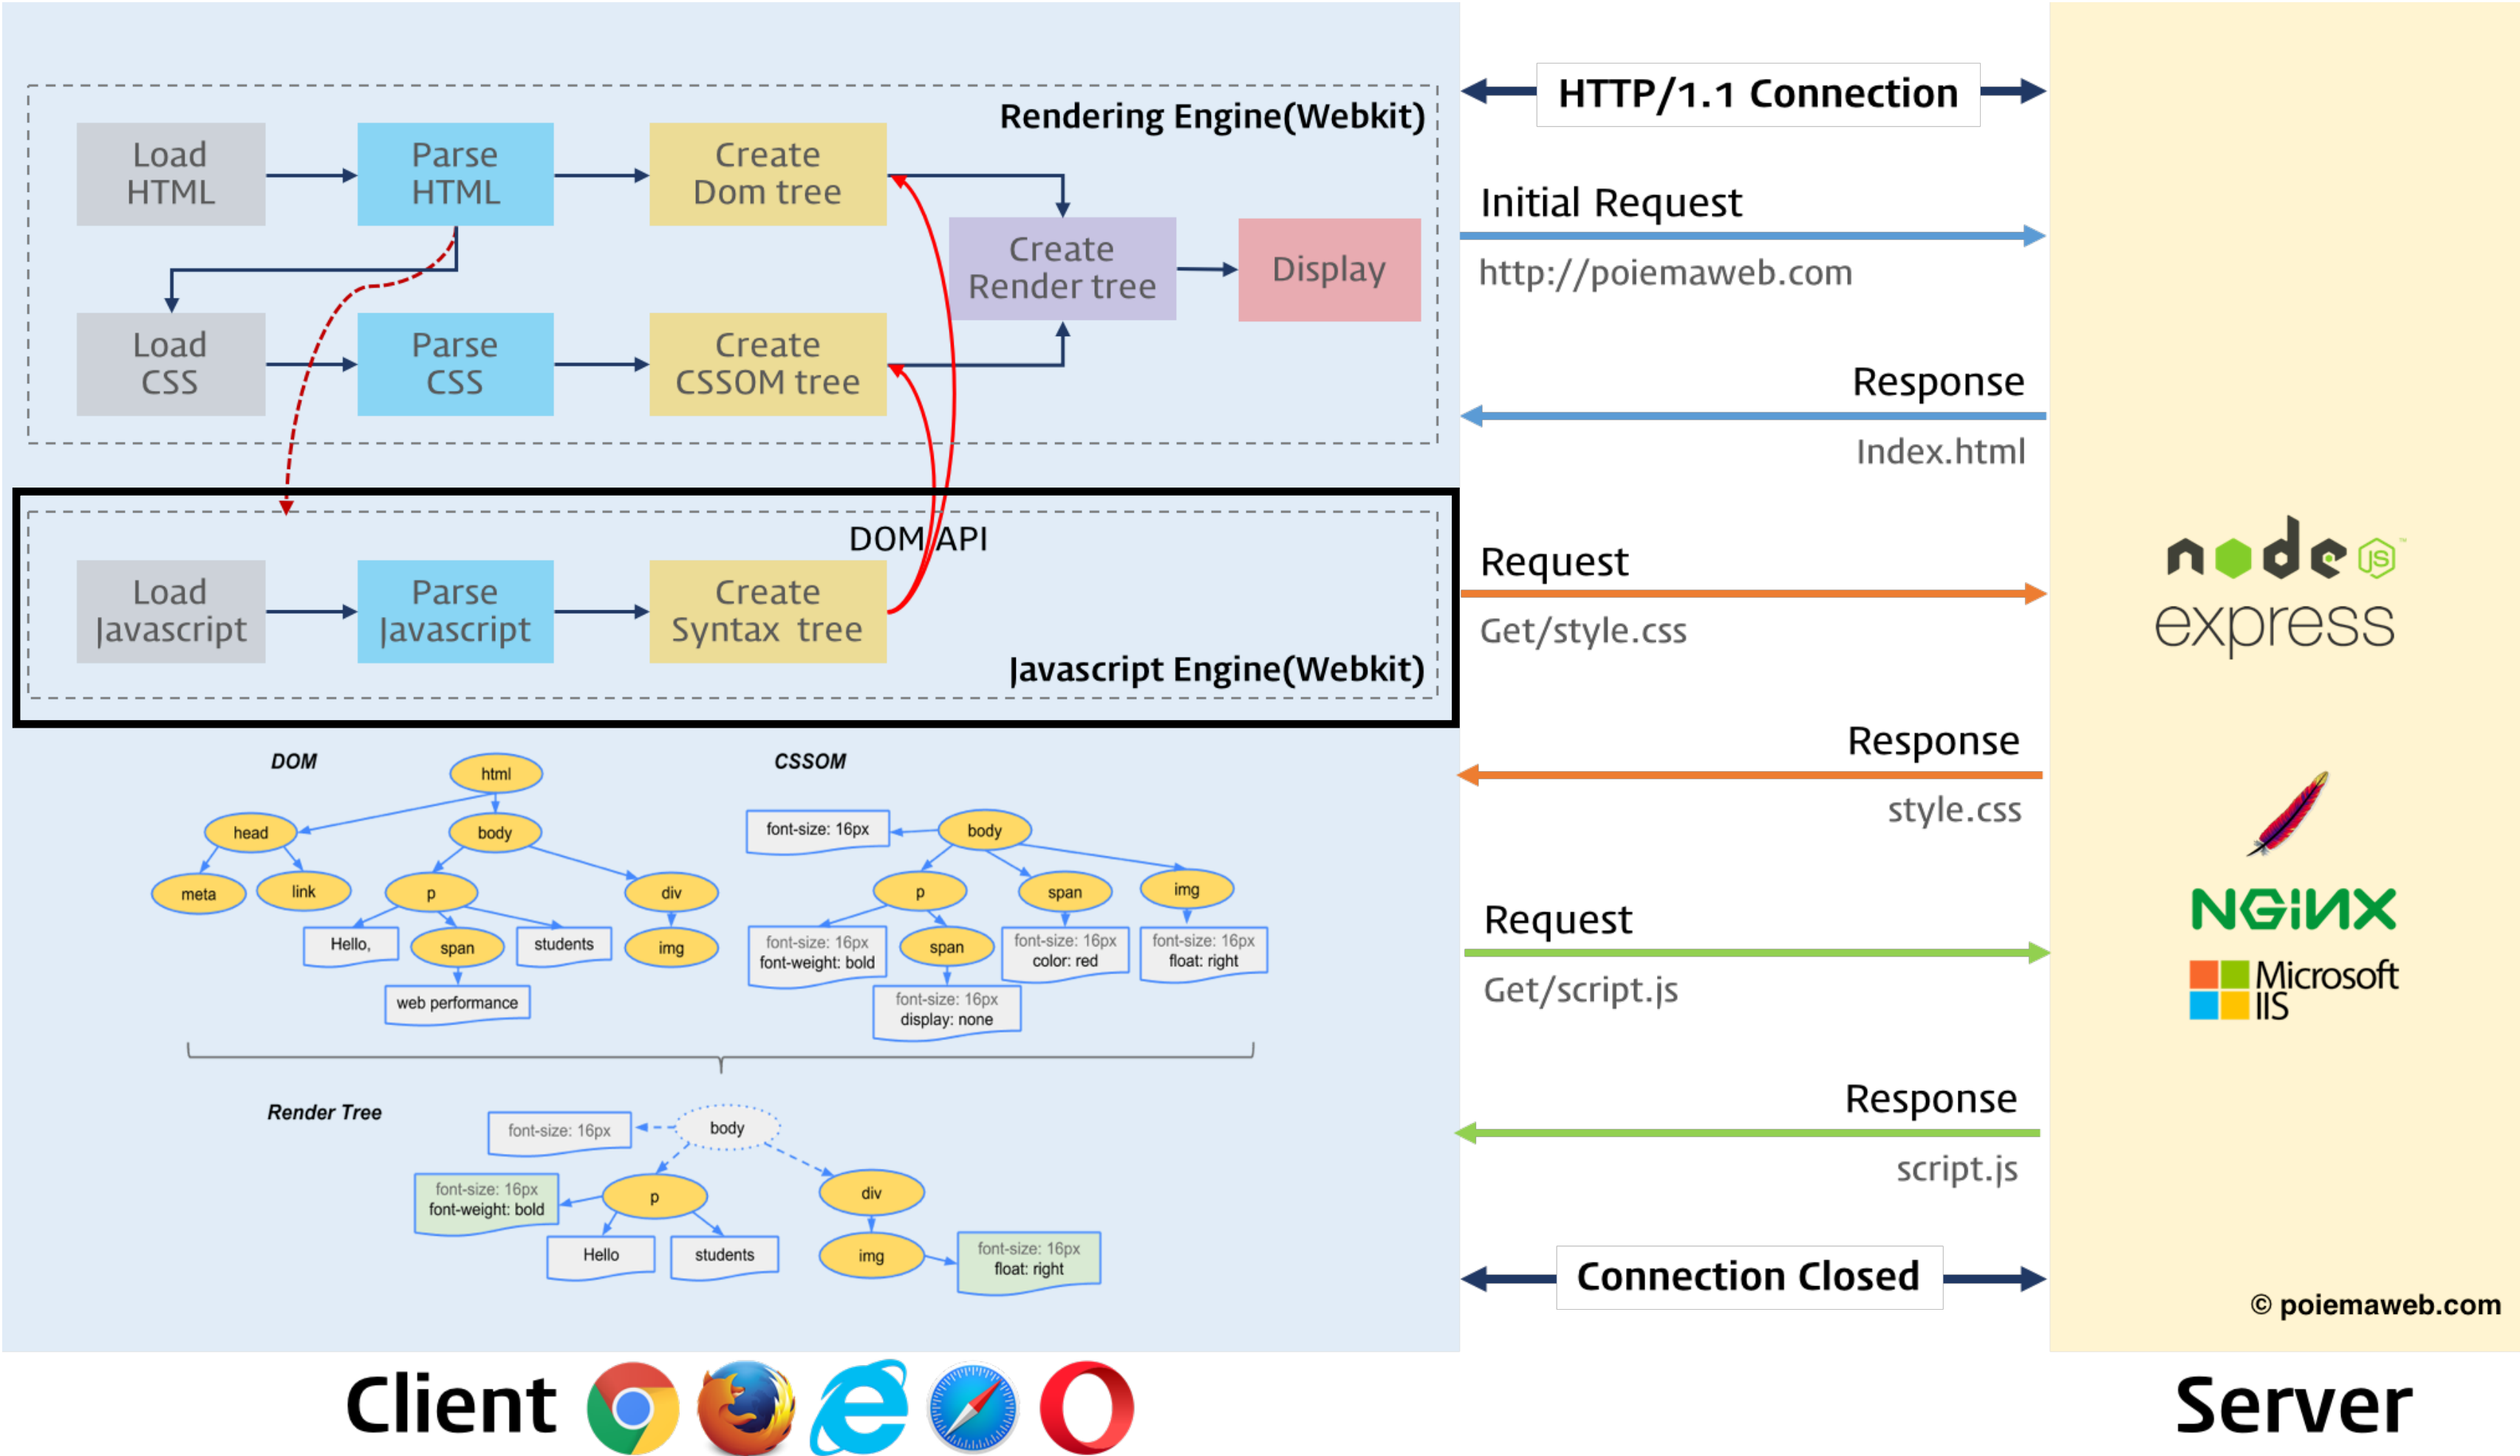 Rendering Engine(Webkit)
Load
HTML
Parse
HTML
Create
Dom tree
Create
Render tree
Display
Load
CSS
Parse
CSS
Create
CSSOM tree
DOM API
Load
Javascript
Parse
Javascript
Create
Syntax tree
Javascript Engine(Webkit)
DOM
html
head
body
meta
link
p
div
Hello,
span
students
img
web performance
CSSOM
font-size: 16px
body
p
span
img
font-size: 16px
font-weight: bold
span
font-size: 16px
color: red
font-size: 16px
float: right
font-size: 16px
display: none
Render Tree
font-size: 16px
body
font-size: 16px
font-weight: bold
p
div
Hello
students
img
font-size: 16px
float: right
HTTP/1.1 Connection
Initial Request
http://poiemaweb.com
Response
Index.html
Request
Get/style.css
Response
style.css
Request
Get/script.js
Response
script.js
Connection Closed
node JS™
express
NGiNX
Microsoft
IIS
© poiemaweb.com
Client
Server